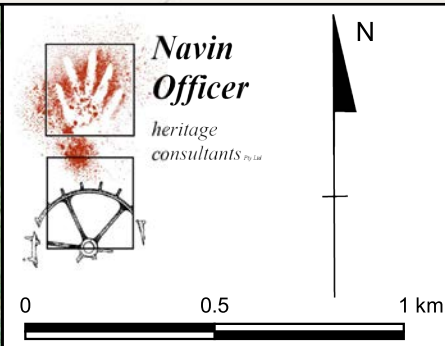 Navin
Officer
heritage
consultants Pty Ltd
N
0 0.5 1 km